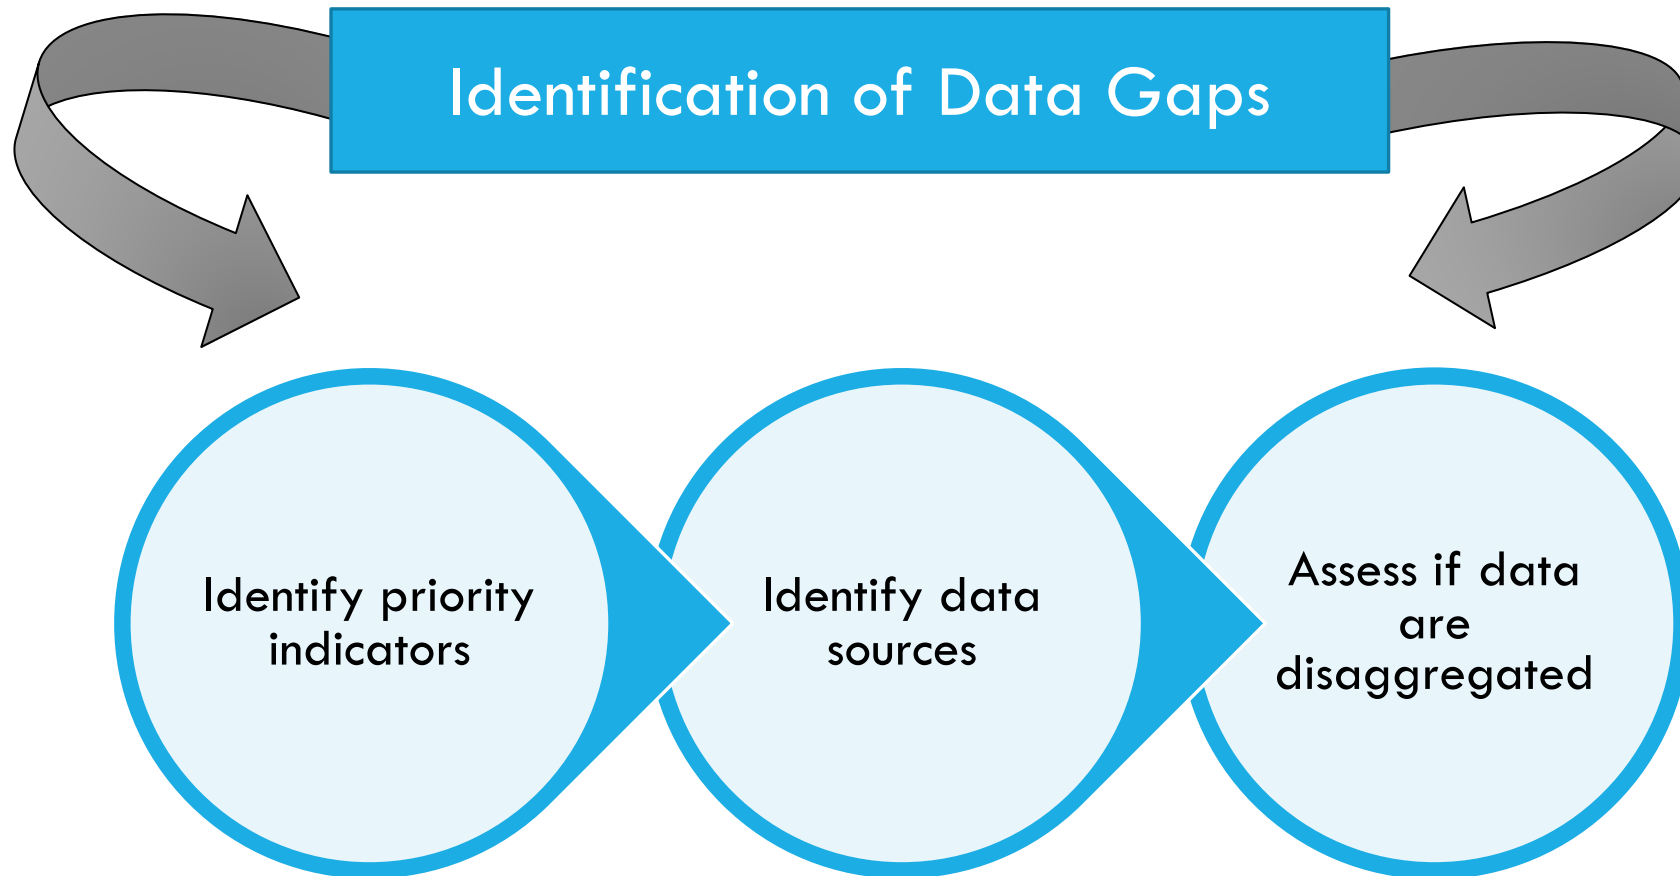 Identification of Data Gaps
Identify priority
indicators
Identify data
sources
Assess if data
are
disaggregated